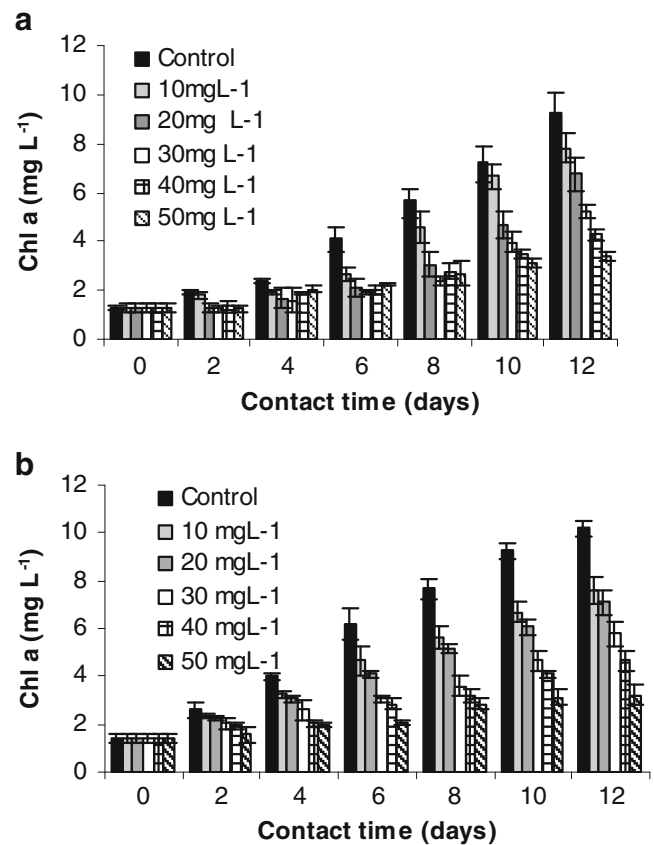 a
12
10
8
6
4
2
0
Chl a (mg L-1)
Control
10mgL-1
20mg L-1
30mg L-1
40mg L-1
50mg L-1
0 2 4 6 8 10 12
Contact time (days)
b
12
10
8
6
4
2
0
Chl a (mg L-1)
Control
10 mgL-1
20 mgL-1
30 mgL-1
40 mgL-1
50 mgL-1
0 2 4 6 8 10 12
Contact time (days)